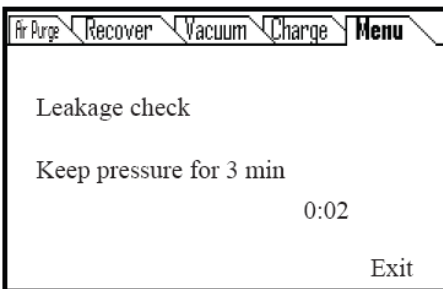 Air Purge Recover Vacuum Charge Menu
Leakage check
Keep pressure for 3 min
0:02
Exit